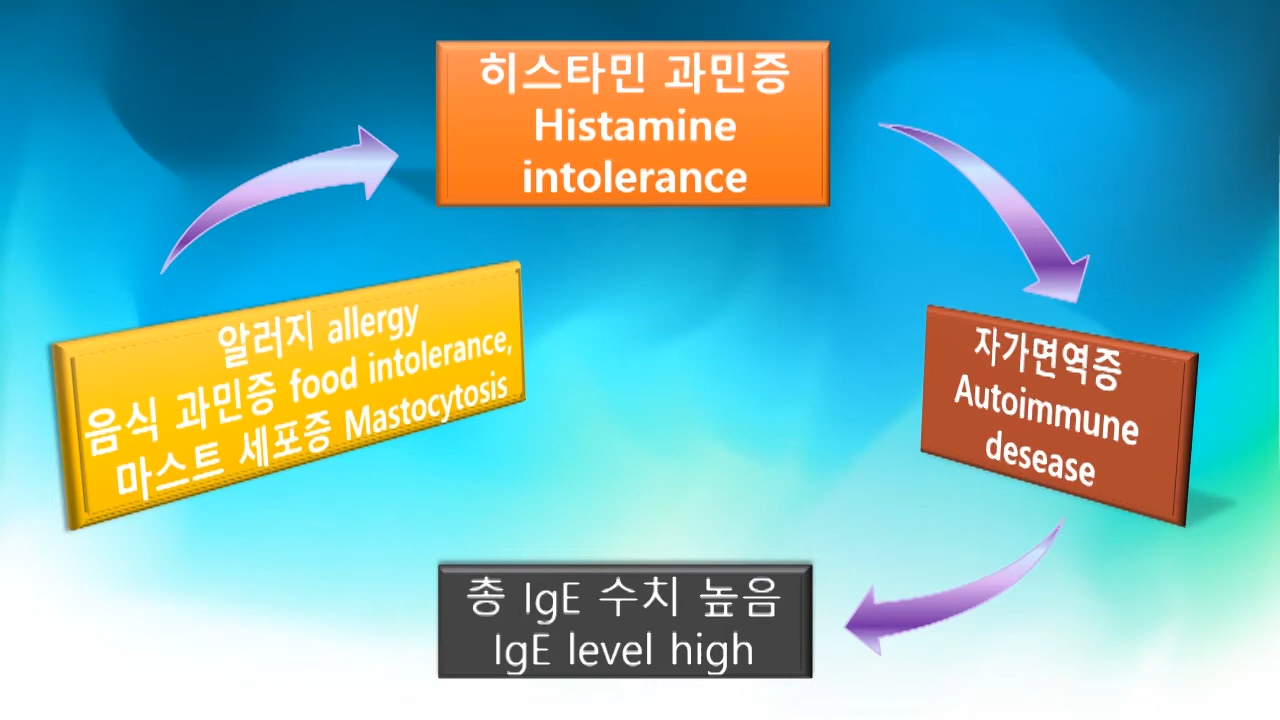 히스타민 과민증
Histamine
intolerance
알러지 allergy
음식 과민증 food intolerance,
마스트 세포증 Mastocytosis
자가면역증
Autoimmune
desease
총 IgE 수치 높음
IgE level high